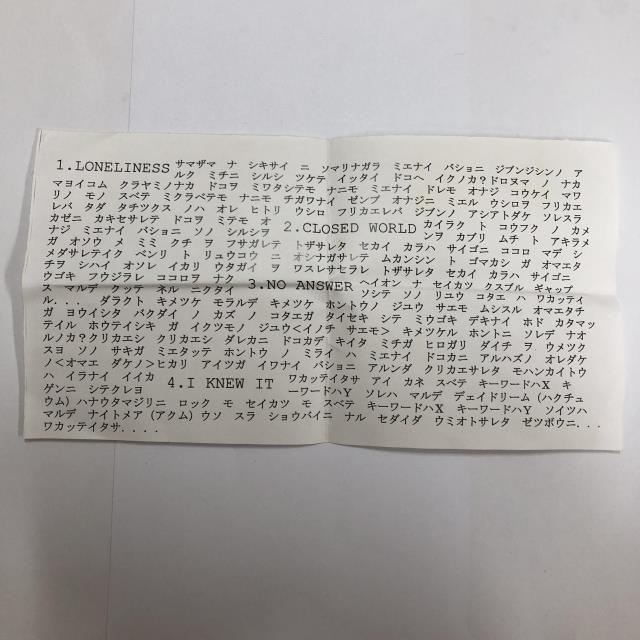 1.LONELINESS サマザマ ナ シキサイ ニ ソマリナガラ ミエナイ バショニ ジブンジシンノ ア
ルク ミチニ シルシ ツケテ イッタイ ドコヘ イクノカ?ドロヌマ ノ ナカ
マヨイコム クラヤミノナカ ドコヲ ミワタシテモ ナニモ ミエナイ ドレモ オナジ コウケイ マワ
リノ モノ スベテ ミクラベテモ ナニモ チガワナイ ゼンブ オナジニ ミエル ウシロヲ フリカエ
レバ タダ タチツクス ノハ オレ ヒトリ ウシロ フリカエレバ ジブンノ アシアトダケ ソレスラ
カゼニ カキセサレテ ドコヲ ミテモ オ
ナジ ミエナイ バショニ ソノ シルシヲ
2.CLOSED WORLD カイラク ト コウフク ノ カメ
ンヲ カブリ ムチ ト アキラメ
ガ オソウ メ ミミ クチ ヲ フサガレテ トザサレタ セカイ カラハ サイゴニ ココロ マデ シ
メダサレテイク ベンリ ト リュウコウ ニ オシナガサレテ ムカンシン ト ゴマカシ ガ オマエタ
チヲ シハイ オソレ イカリ ウタガイ ヲ ワスレサセラレ トザサレタ セカイ カラハ サイゴニ
ウゴキ フウジラレ ココロヲ ナク
ス マルデ クッテ ネル ニクタイ
3.NO ANSWER ヘイオン ナ セイカツ クスブル ギャップ
ソシテ ソノ リユウ コタエ ハ ワカッテイ
ル... ダラクト キメツケ モラルデ キメツケ ホントウノ ジユウ サエモ ムシスル オマエタチ
ガ ヨウイシタ バクダイ ノ カズ ノ コタエガ タイセキ シテ ミウゴキ デキナイ ホド カタマッ
テイル ホウテイシキ ガ イクツモノ ジユウ<イノチ サエモ> キメツケル ホントニ ソレデ ナオ
ルノカ?クリカエシ クリカエシ ダレカニ ドコカデ キイタ ミチガ ヒロガリ ダイチ ヲ ウメツク
ス ヨ ソノ サキガ ミエタッテ ホントウ ノ ミライ ハ ミエナイ ドコカニ アルハズノ オレダケ
ノ<オマエ ダケノ>ヒカリ アイツガ イワナイ バショニ アルンダ クリカエサレタ モハンカイトウ
ハ イラナイ イイカ
ゲンニ シテクレヨ
4.I KNEW IT ワカッテイタサ アイ カネ スベテ キーワードハX キ
ーワードハY ソレハ マルデ デェイドリーム(ハクチュ
ウム)ハナウタマジリニ ロック モ セイカツ モ スベテ キーワードハX キーワードハY ソイツハ
マルデ ナイトメア(アクム)ウソ スラ ショウバイニ ナル セダイダ ウミオトサレタ ゼツボウニ...
ワカッテイタサ....